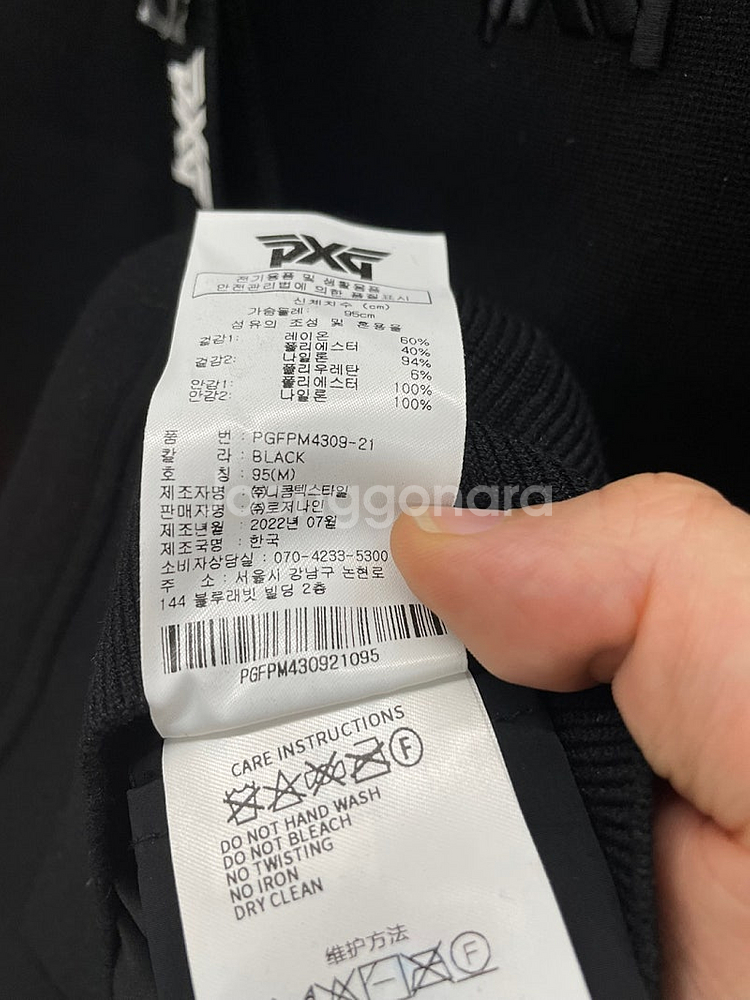 PXG
PXG
전기용품 및 생활용품
안전관리법에 의한 품질표시
신체치수 (cm)
가슴둘레: 95cm
섬유의 조성 및 혼용율
겉감1: 레이온 60%
폴리에스터 40%
겉감2: 나일론 94%
폴리우레탄 6%
안감1: 폴리에스터 100%
안감2: 나일론 100%
품 번 : PGFPM4309-21
칼 라 : BLACK
호 칭 : 95(M)
제조자명 : ㈜니콤텍스타일
판매자명 : ㈜로저나인
제조년월 : 2022년 07월
제조국명 : 한국
소비자상담실 : 070-4233-5300
주 소 : 서울시 강남구 논현로
144 블루래빗 빌딩 2층
PGFPM430921095
CARE INSTRUCTIONS
F
DO NOT HAND WASH
DO NOT BLEACH
NO TWISTING
NO IRON
DRY CLEAN
维护方法
F